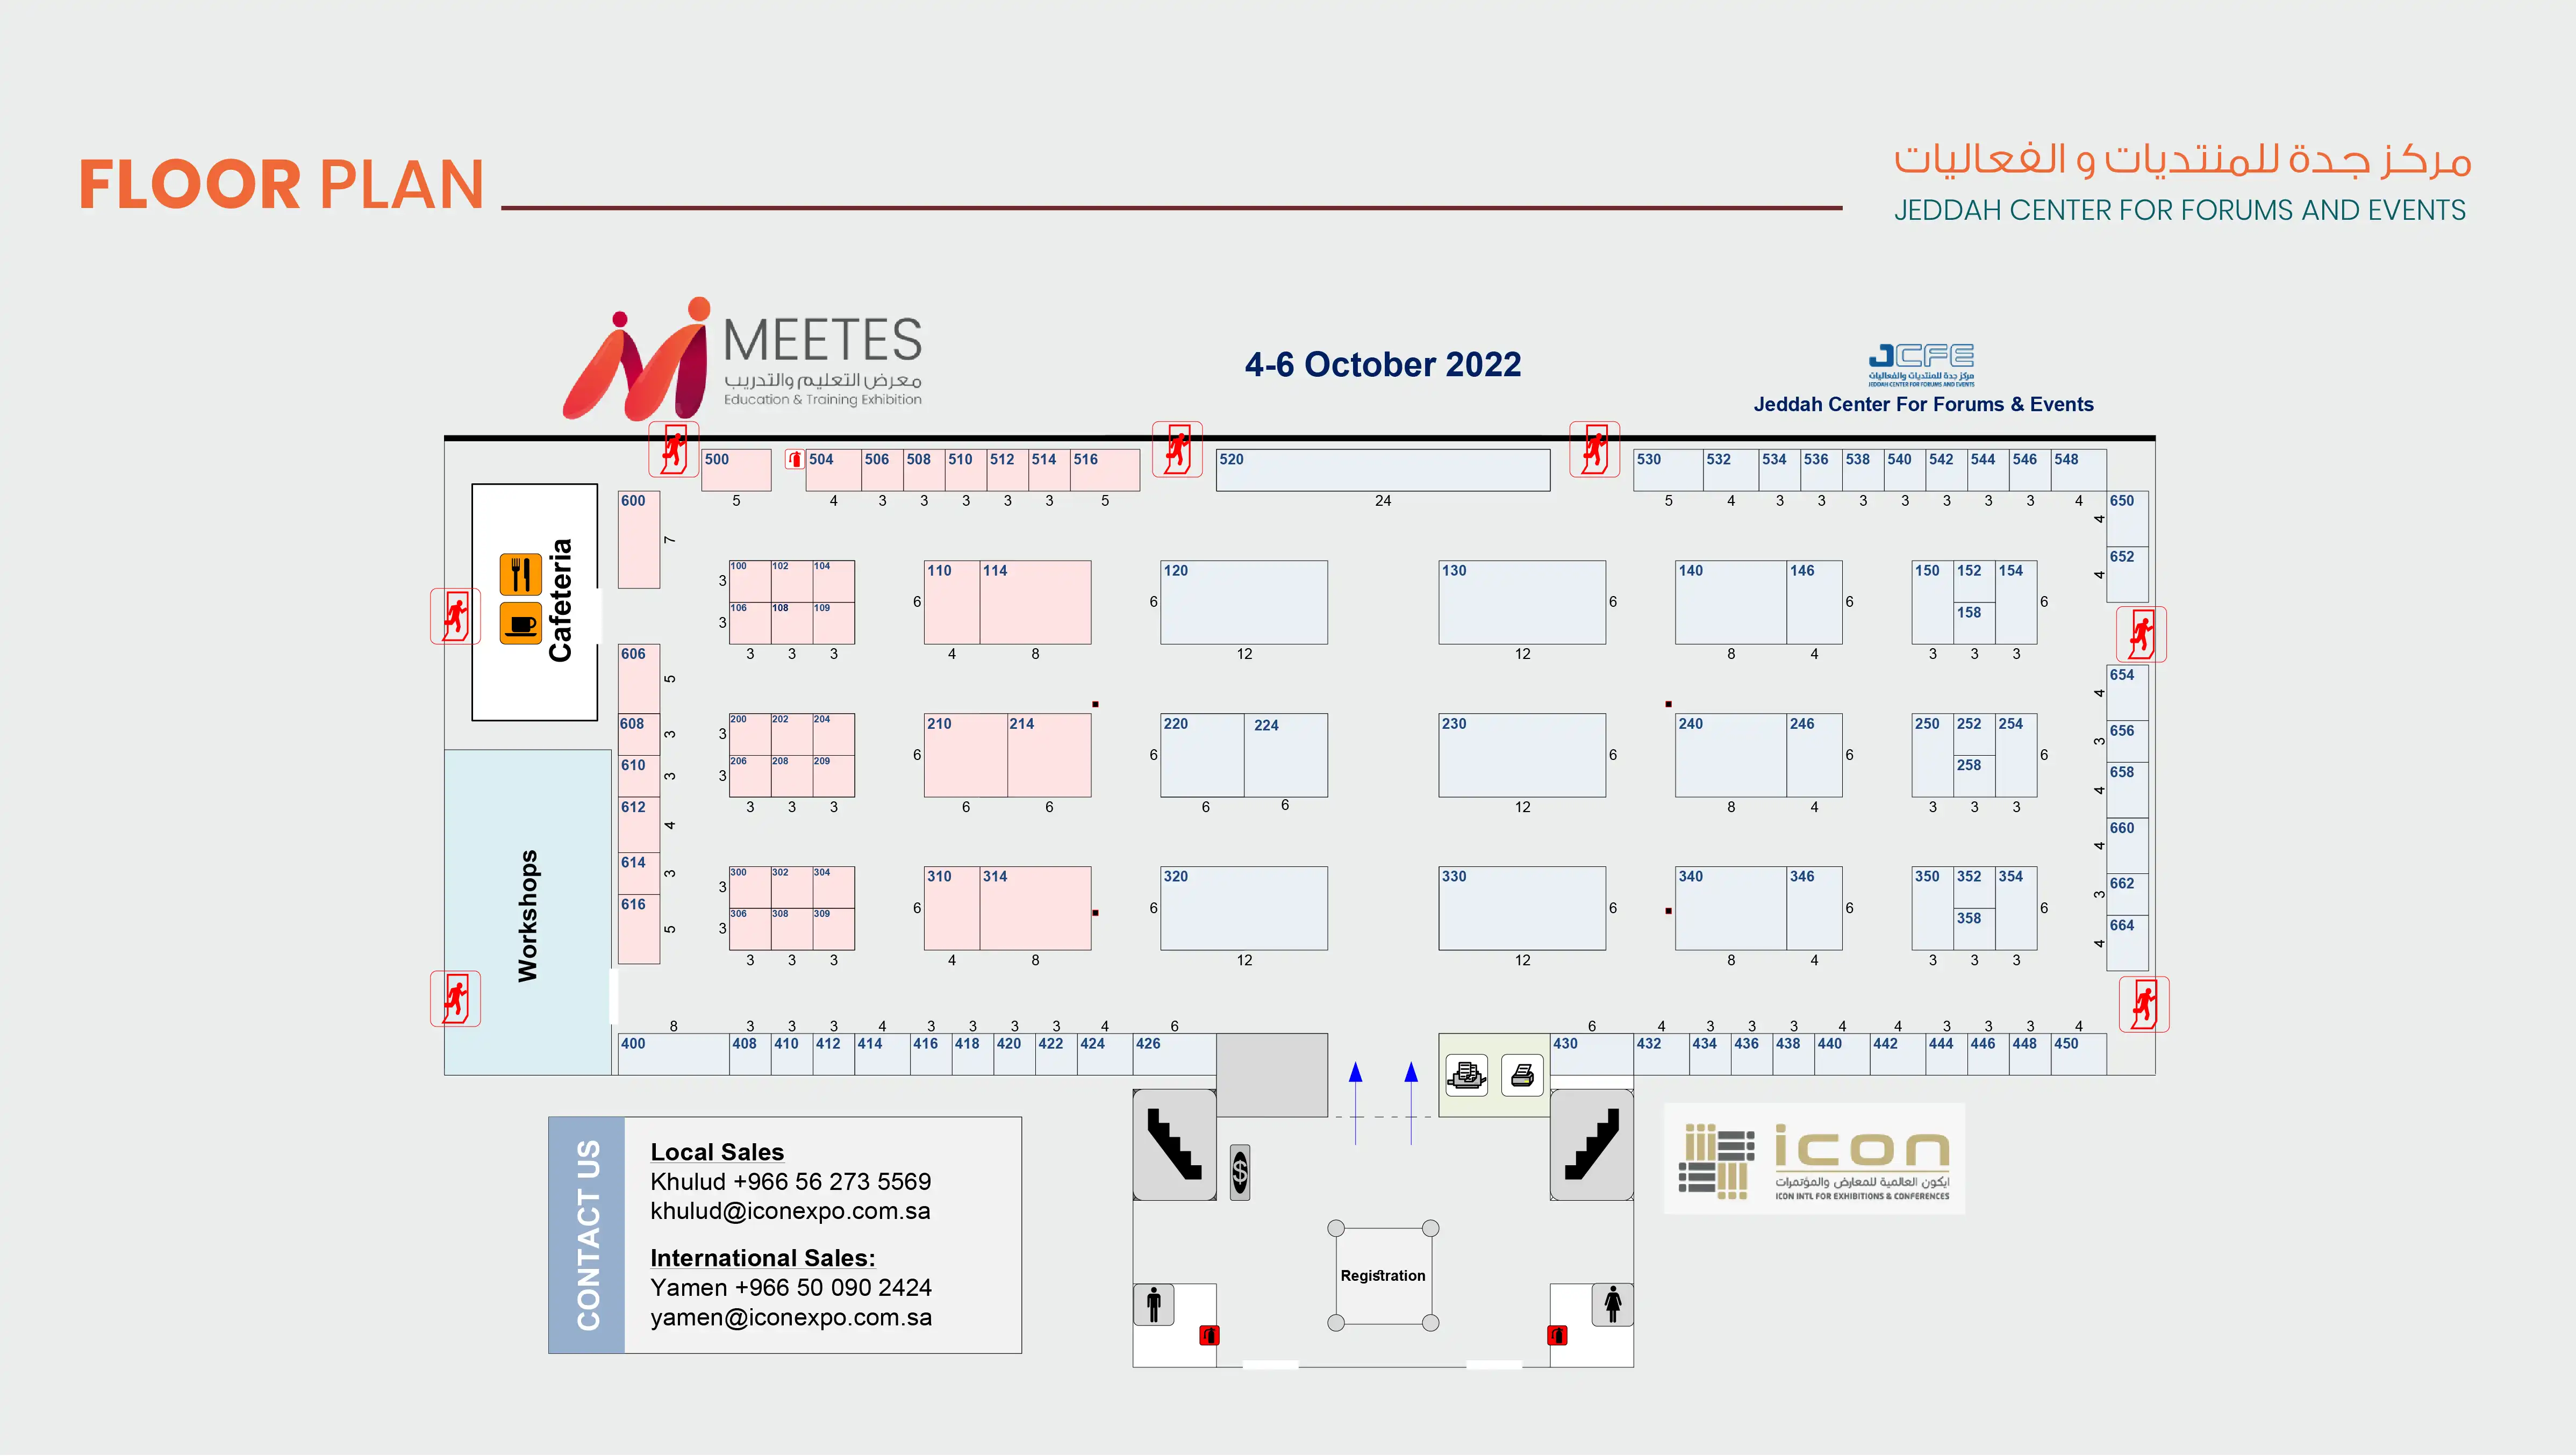 FLOOR PLAN
مركز جدة للمنتديات و الفعاليات
JEDDAH CENTER FOR FORUMS AND EVENTS
MEETES
معرض التعليم والتدريب
Education & Training Exhibition
4-6 October 2022
JCFE
مركز جدة للمنتديات والفعاليات
JEDDAH CENTER FOR FORUMS AND EVENTS
Jeddah Center For Forums & Events
500 504 506 508 510 512 514 516 520 530 532 534 536 538 540 542 544 546 548
5 4 3 3 3 3 3 5 24 5 4 3 3 3 3 3 3 3 4
600 7
650 4
652 4
Cafeteria
100 102 104 110 114 120 130 140 146 150 152 154
3 6 6 6 6 6
106 108 109 158
3
3 3 3 4 8 12 12 8 4 3 3 3
606 5
608 3
610 3
612 4
614 3
616 5
654 4
656 3
658 4
660 4
662 3
664 4
200 202 204 210 214 220 224 230 240 246 250 252 254
3 6 6 6 6 6
206 208 209 258
3
3 3 3 6 6 6 6 12 8 4 3 3 3
Workshops
300 302 304 310 314 320 330 340 346 350 352 354
3 6 6 6 6 6
306 308 309 358
3
3 3 3 4 8 12 12 8 4 3 3 3
8 3 3 3 4 3 3 3 3 4 6 6 4 3 3 3 4 4 3 3 3 4
400 408 410 412 414 416 418 420 422 424 426 430 432 434 436 438 440 442 444 446 448 450
CONTACT US
Local Sales
Khulud +966 56 273 5569
khulud@iconexpo.com.sa
International Sales:
Yamen +966 50 090 2424
yamen@iconexpo.com.sa
$
Registration
icon
ايكون العالمية للمعارض والمؤتمرات
ICON INTL FOR EXHIBITIONS & CONFERENCES